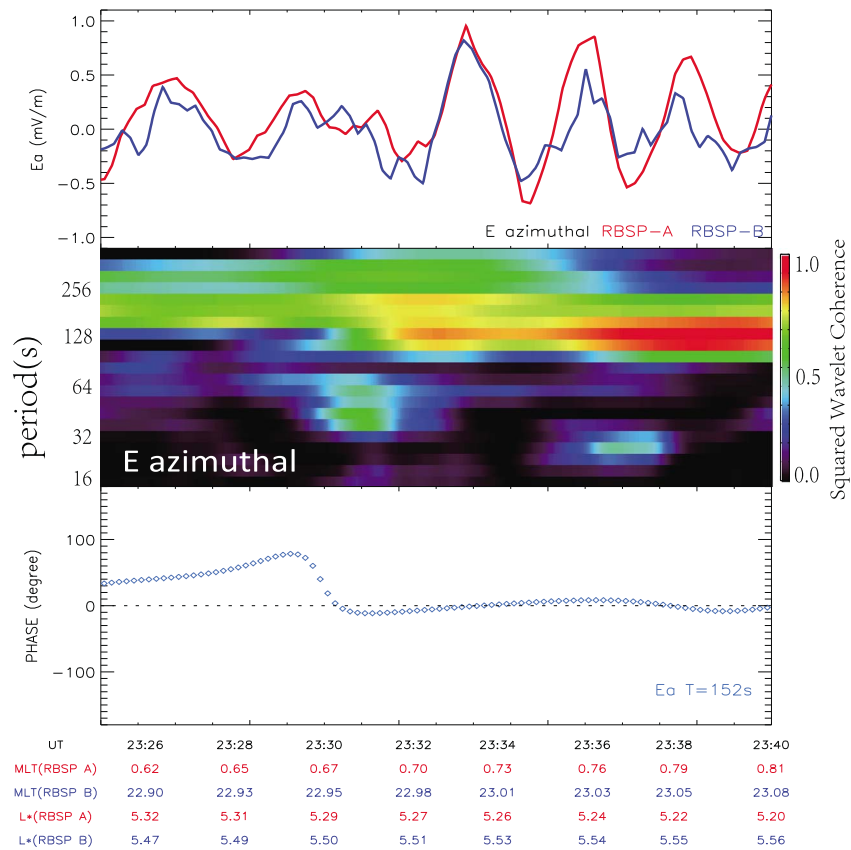 1.0
0.5
0.0
−0.5
−1.0
Ea (mV/m)
E azimuthal RBSP−A RBSP−B
256
128
64
32
16
period(s)
E azimuthal
1.0
0.5
0.0
Squared Wavelet Coherence
100
0
−100
PHASE (degree)
Ea T=152s
UT 23:26 23:28 23:30 23:32 23:34 23:36 23:38 23:40
MLT(RBSP A) 0.62 0.65 0.67 0.70 0.73 0.76 0.79 0.81
MLT(RBSP B) 22.90 22.93 22.95 22.98 23.01 23.03 23.05 23.08
L*(RBSP A) 5.32 5.31 5.29 5.27 5.26 5.24 5.22 5.20
L*(RBSP B) 5.47 5.49 5.50 5.51 5.53 5.54 5.55 5.56